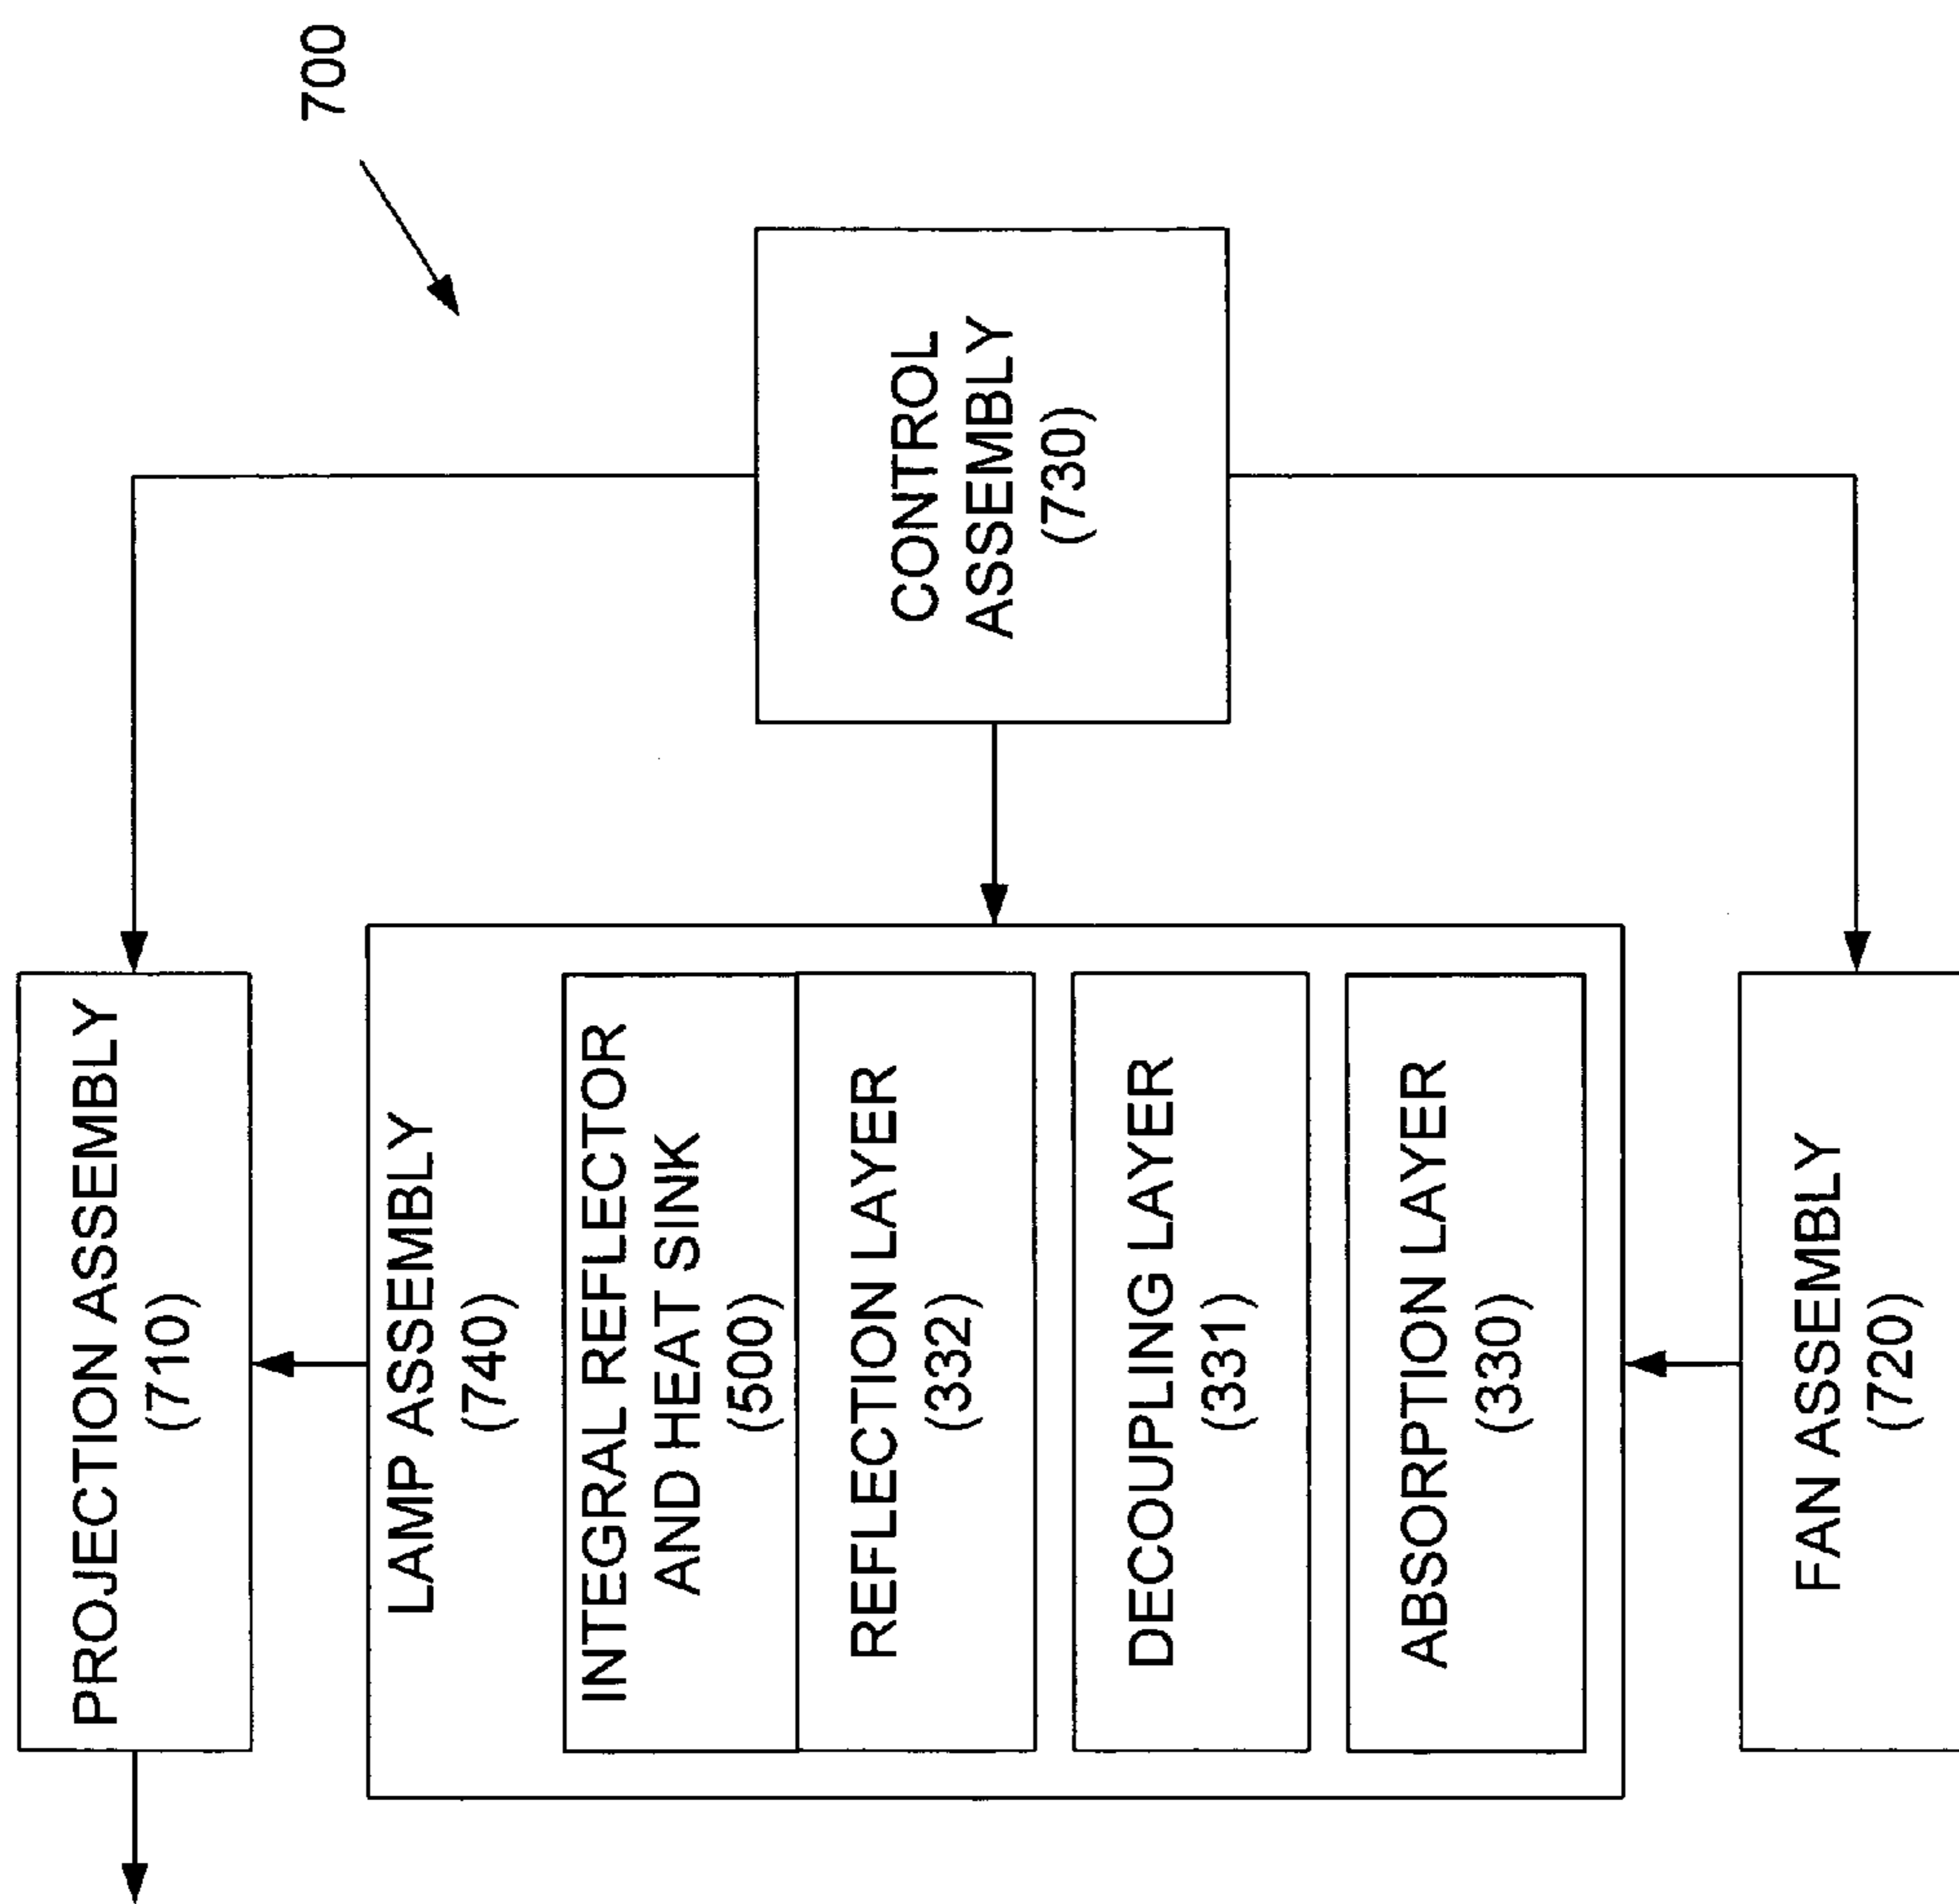 700
CONTROL
ASSEMBLY
(730)
PROJECTION ASSEMBLY
(710)
LAMP ASSEMBLY
(740)
INTEGRAL REFLECTOR
AND HEAT SINK
(500)
REFLECTION LAYER
(332)
DECOUPLING LAYER
(331)
ABSORPTION LAYER
(330)
FAN ASSEMBLY
(720)